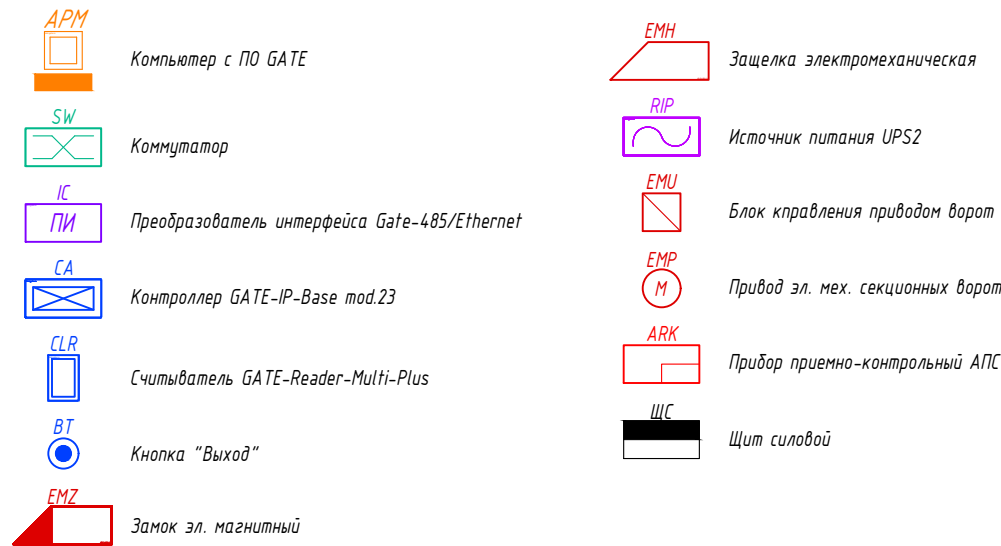 АРМ
Компьютер с ПО GATE
SW
Коммутатор
IC
ПИ
Преобразователь интерфейса Gate-485/Ethernet
CA
Контроллер GATE-IP-Base mod.23
CLR
Считыватель GATE-Reader-Multi-Plus
BT
Кнопка "Выход"
EMZ
Замок эл. магнитный
EMH
Защелка электромеханическая
RIP
Источник питания UPS2
EMU
Блок кправления приводом ворот
EMP
M
Привод эл. мех. секционных ворот
ARK
Прибор приемно-контрольный АПС
ЩС
Щит силовой